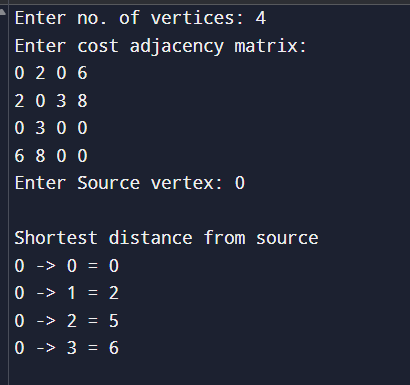 Enter no. of vertices: 4
Enter cost adjacency matrix:
0 2 0 6
2 0 3 8
0 3 0 0
6 8 0 0
Enter Source vertex: 0
Shortest distance from source
0 -> 0 = 0
0 -> 1 = 2
0 -> 2 = 5
0 -> 3 = 6